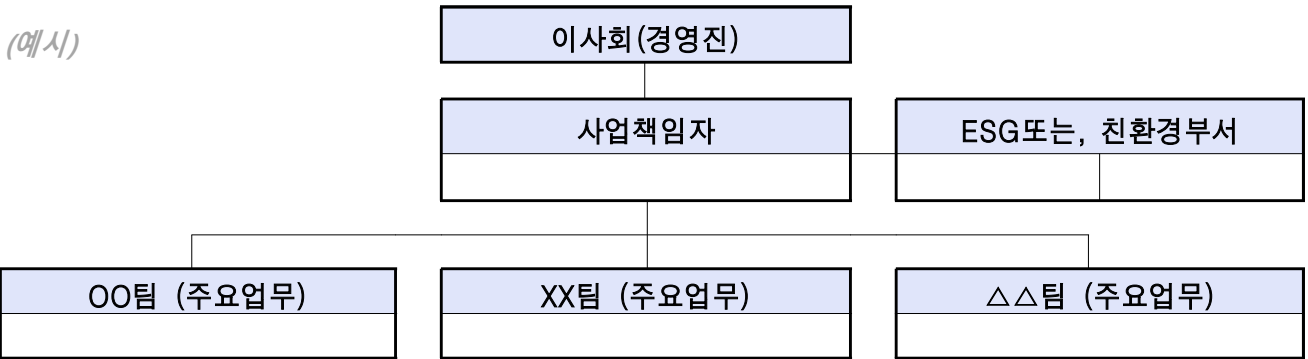 (예시)
이사회(경영진)
사업책임자
ESG또는, 친환경부서
OO팀 (주요업무)
XX팀 (주요업무)
△△팀 (주요업무)